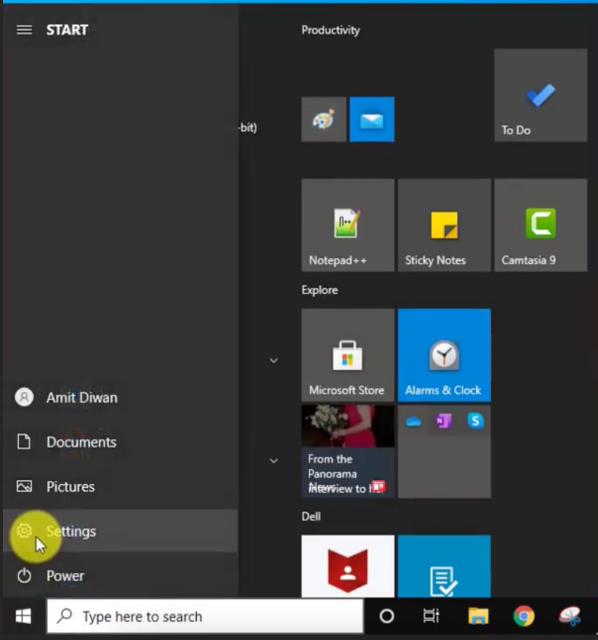 START
Productivity
-bit)
To Do
Notepad++
Sticky Notes
Camtasia 9
Explore
Microsoft Store
Alarms & Clock
Amit Diwan
Documents
From the
Panorama
interview to
News
Pictures
Dell
Settings
Power
Type here to search